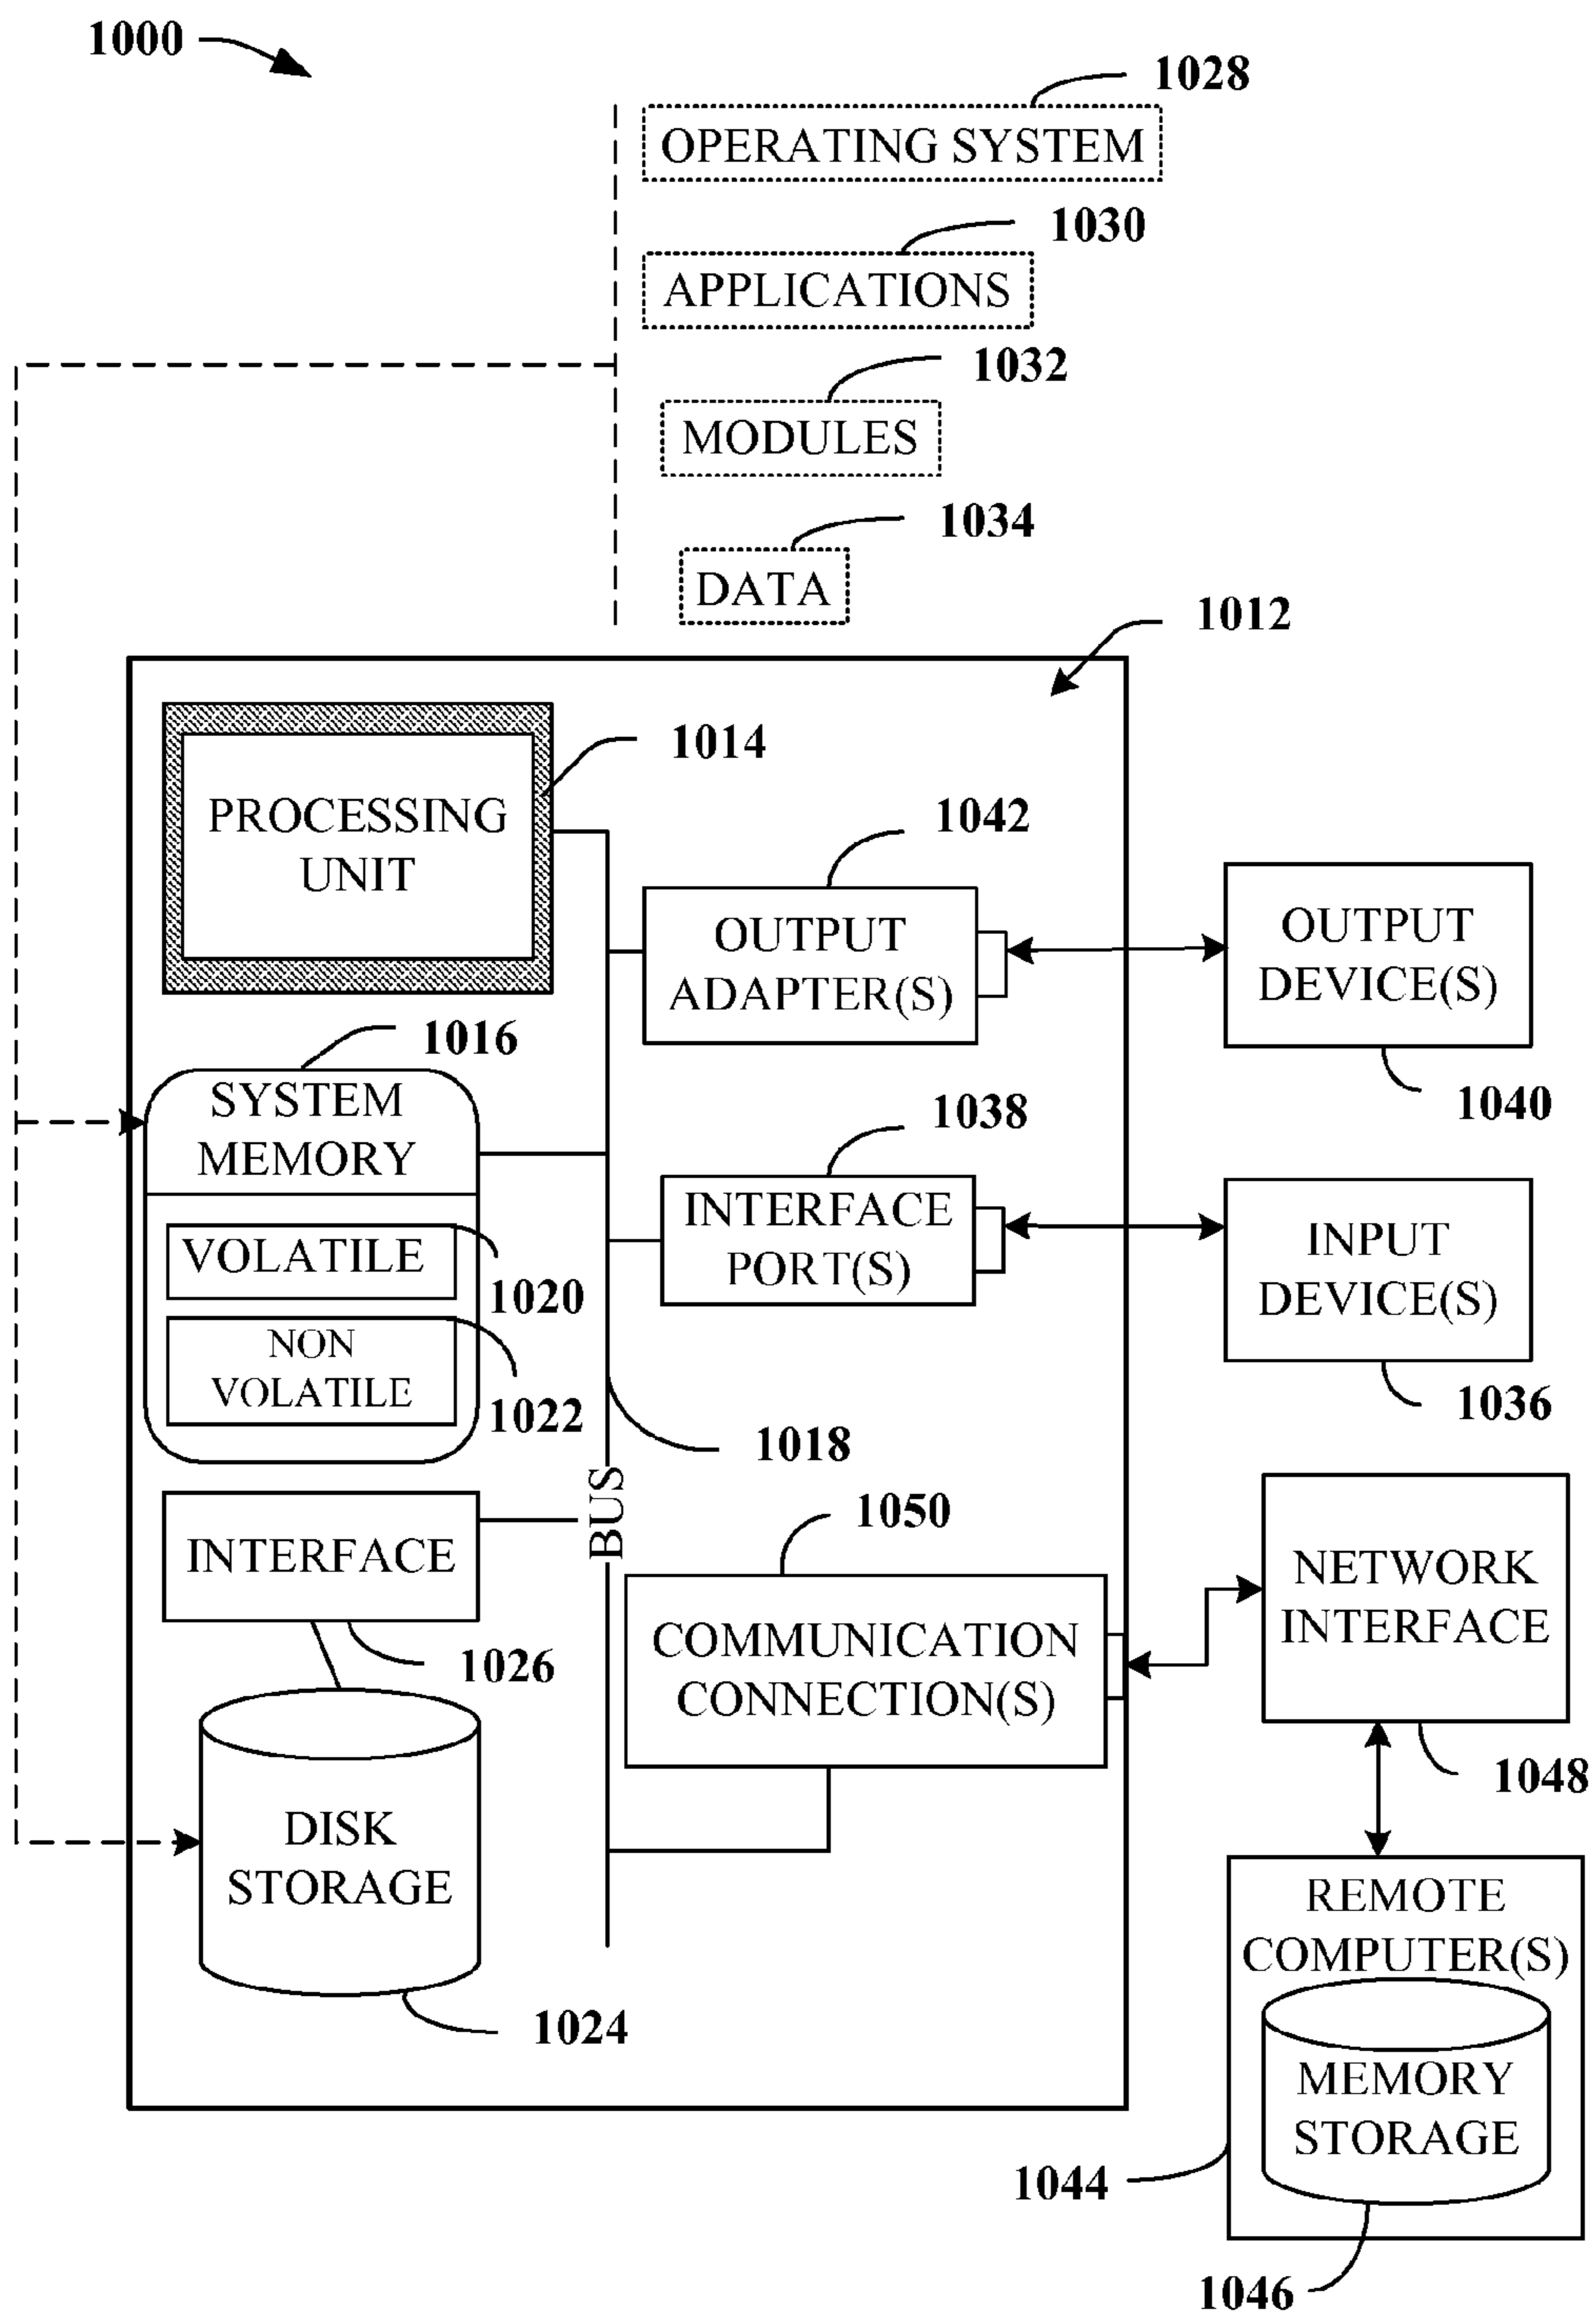 1000
1028
OPERATING SYSTEM
1030
APPLICATIONS
1032
MODULES
1034
DATA
1012
PROCESSING
UNIT
1014
1042
OUTPUT
ADAPTER(S)
OUTPUT
DEVICE(S)
1040
1016
SYSTEM
MEMORY
VOLATILE
1020
NON
VOLATILE
1022
1038
INTERFACE
PORT(S)
INPUT
DEVICE(S)
1036
1018
BUS
INTERFACE
1026
1050
COMMUNICATION
CONNECTION(S)
NETWORK
INTERFACE
1048
DISK
STORAGE
1024
REMOTE
COMPUTER(S)
MEMORY
STORAGE
1044
1046